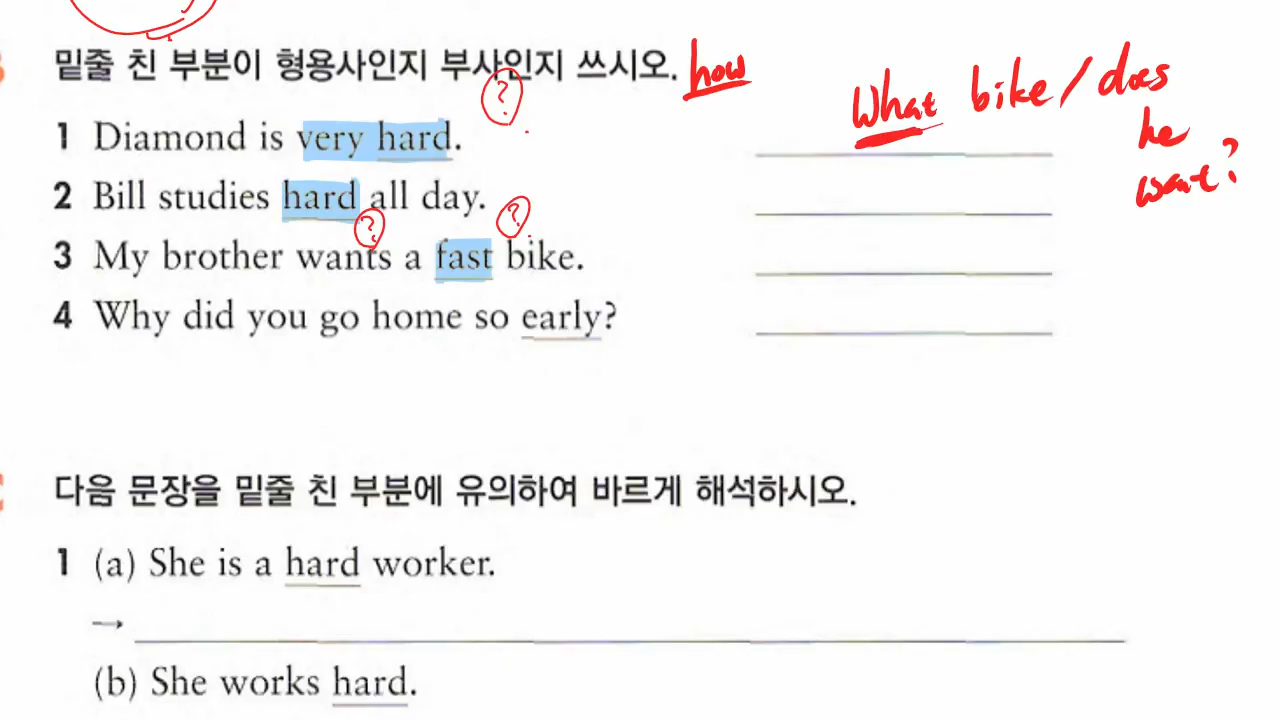 밑줄 친 부분이 형용사인지 부사인지 쓰시오. how
What bike / does
he
want?
1 Diamond is very hard. ?
2 Bill studies hard all day.
? ?
3 My brother wants a fast bike.
4 Why did you go home so early?
다음 문장을 밑줄 친 부분에 유의하여 바르게 해석하시오.
1 (a) She is a hard worker.
→
(b) She works hard.